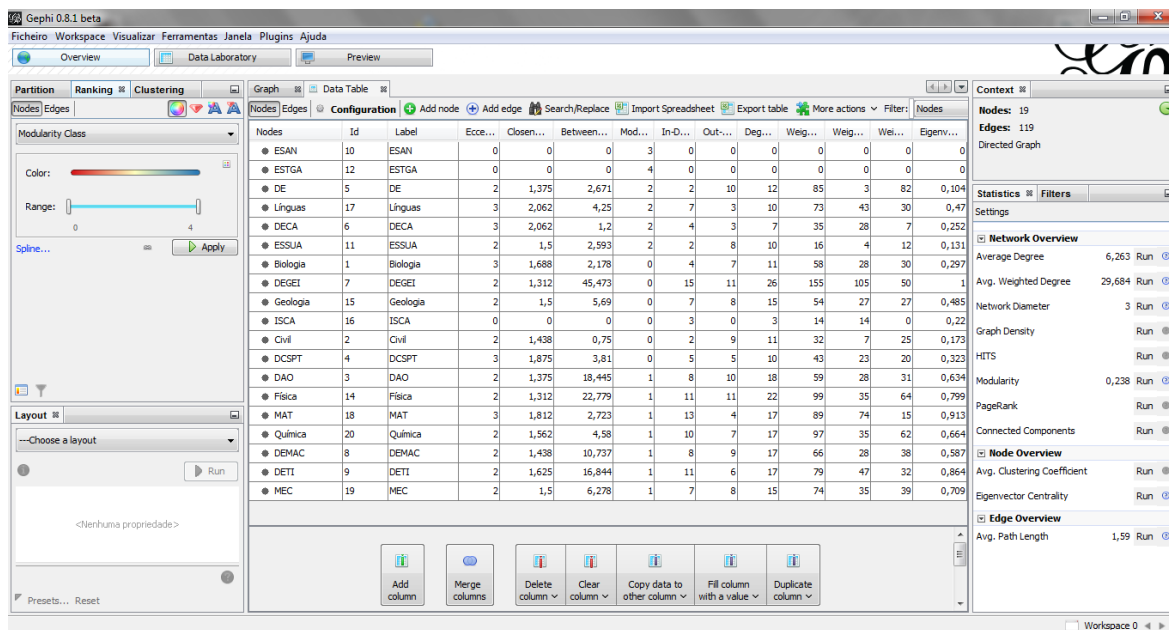 Gephi 0.8.1 beta
Ficheiro Workspace Visualizar Ferramentas Janela Plugins Ajuda
Overview Data Laboratory Preview
Partition Ranking Clustering
Nodes Edges
Modularity Class
Color:
Range:
0 4
Spline... Apply
Layout
---Choose a layout
Run
<Nenhuma propriedade>
Presets... Reset
Graph Data Table
Nodes Edges Configuration Add node Add edge Search/Replace Import Spreadsheet Export table More actions Filter: Nodes
Nodes Id Label Ecce... Closen... Between... Mod... In-D... Out-... Deg... Weig... Weig... Wei... Eigenv...
ESAN 10 ESAN 0 0 0 3 0 0 0 0 0 0 0
ESTGA 12 ESTGA 0 0 0 4 0 0 0 0 0 0 0
DE 5 DE 2 1,375 2,671 2 2 10 12 85 3 82 0,104
Línguas 17 Línguas 3 2,062 4,25 2 7 3 10 73 43 30 0,47
DECA 6 DECA 3 2,062 1,2 2 4 3 7 35 28 7 0,252
ESSUA 11 ESSUA 2 1,5 2,593 2 2 8 10 16 4 12 0,131
Biologia 1 Biologia 3 1,688 2,178 0 4 7 11 58 28 30 0,297
DEGEI 7 DEGEI 2 1,312 45,473 0 15 11 26 155 105 50 1
Geologia 15 Geologia 2 1,5 5,69 0 7 8 15 54 27 27 0,485
ISCA 16 ISCA 0 0 0 0 3 0 3 14 14 0 0,22
Civil 2 Civil 2 1,438 0,75 0 2 9 11 32 7 25 0,173
DCSPT 4 DCSPT 3 1,875 3,81 0 5 5 10 43 23 20 0,323
DAO 3 DAO 2 1,375 18,445 1 8 10 18 59 28 31 0,634
Física 14 Física 2 1,312 22,779 1 11 11 22 99 35 64 0,799
MAT 18 MAT 3 1,812 2,723 1 13 4 17 89 74 15 0,913
Química 20 Química 2 1,562 4,58 1 10 7 17 97 35 62 0,664
DEMAC 8 DEMAC 2 1,438 10,737 1 8 9 17 66 28 38 0,587
DETI 9 DETI 2 1,625 16,844 1 11 6 17 79 47 32 0,864
MEC 19 MEC 2 1,5 6,278 1 7 8 15 74 35 39 0,709
Add column
Merge columns
Delete column
Clear column
Copy data to other column
Fill column with a value
Duplicate column
Context
Nodes: 19
Edges: 119
Directed Graph
Statistics Filters
Settings
Network Overview
Average Degree 6,263 Run
Avg. Weighted Degree 29,684 Run
Network Diameter 3 Run
Graph Density Run
HITS Run
Modularity 0,238 Run
PageRank Run
Connected Components Run
Node Overview
Avg. Clustering Coefficient Run
Eigenvector Centrality Run
Edge Overview
Avg. Path Length 1,59 Run
Workspace 0